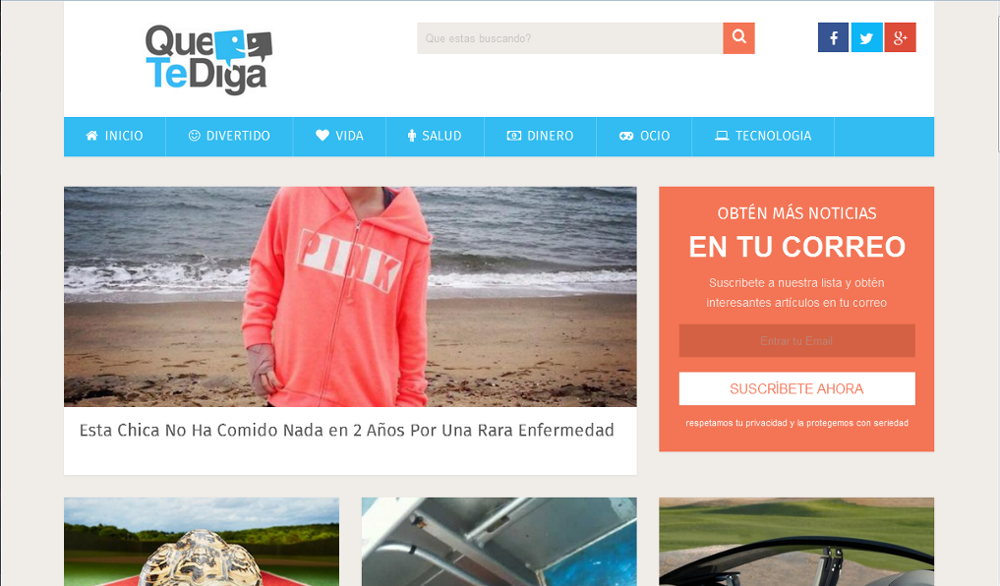 Que
TeDiga
Que estas buscando?
INICIO
DIVERTIDO
VIDA
SALUD
DINERO
OCIO
TECNOLOGIA
PINK
Esta Chica No Ha Comido Nada en 2 Años Por Una Rara Enfermedad
OBTÉN MÁS NOTICIAS
EN TU CORREO
Suscribete a nuestra lista y obtén
interesantes artículos en tu correo
Entrar tu Email
SUSCRÍBETE AHORA
respetamos tu privacidad y la protegemos con seriedad